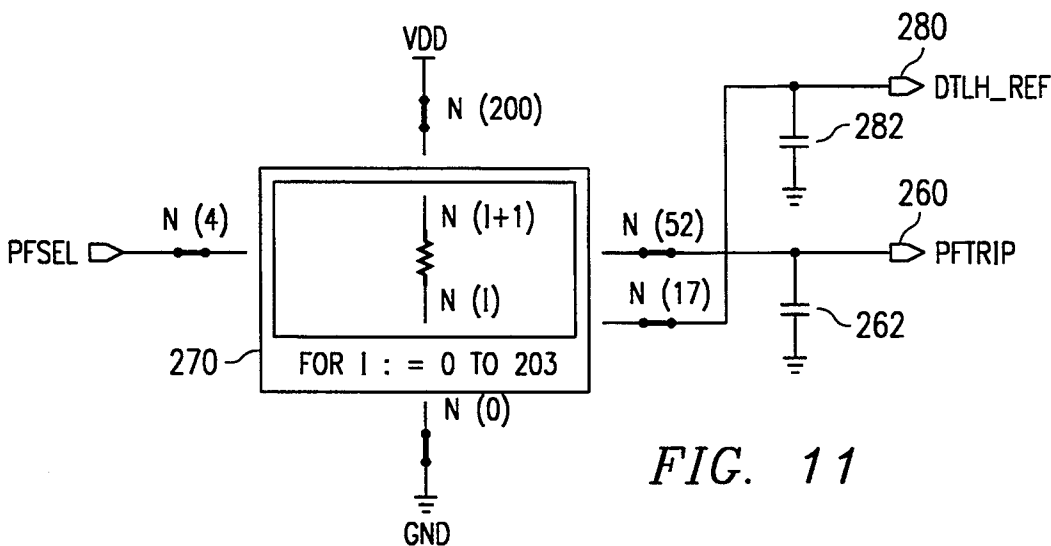 VDD
280
DTLH_REF
N (200)
282
N (4)
N (I+1)
N (52)
260
PFSEL
PFTRIP
N (I)
N (17)
262
270
FOR I : = 0 TO 203
N (0)
FIG. 11
GND